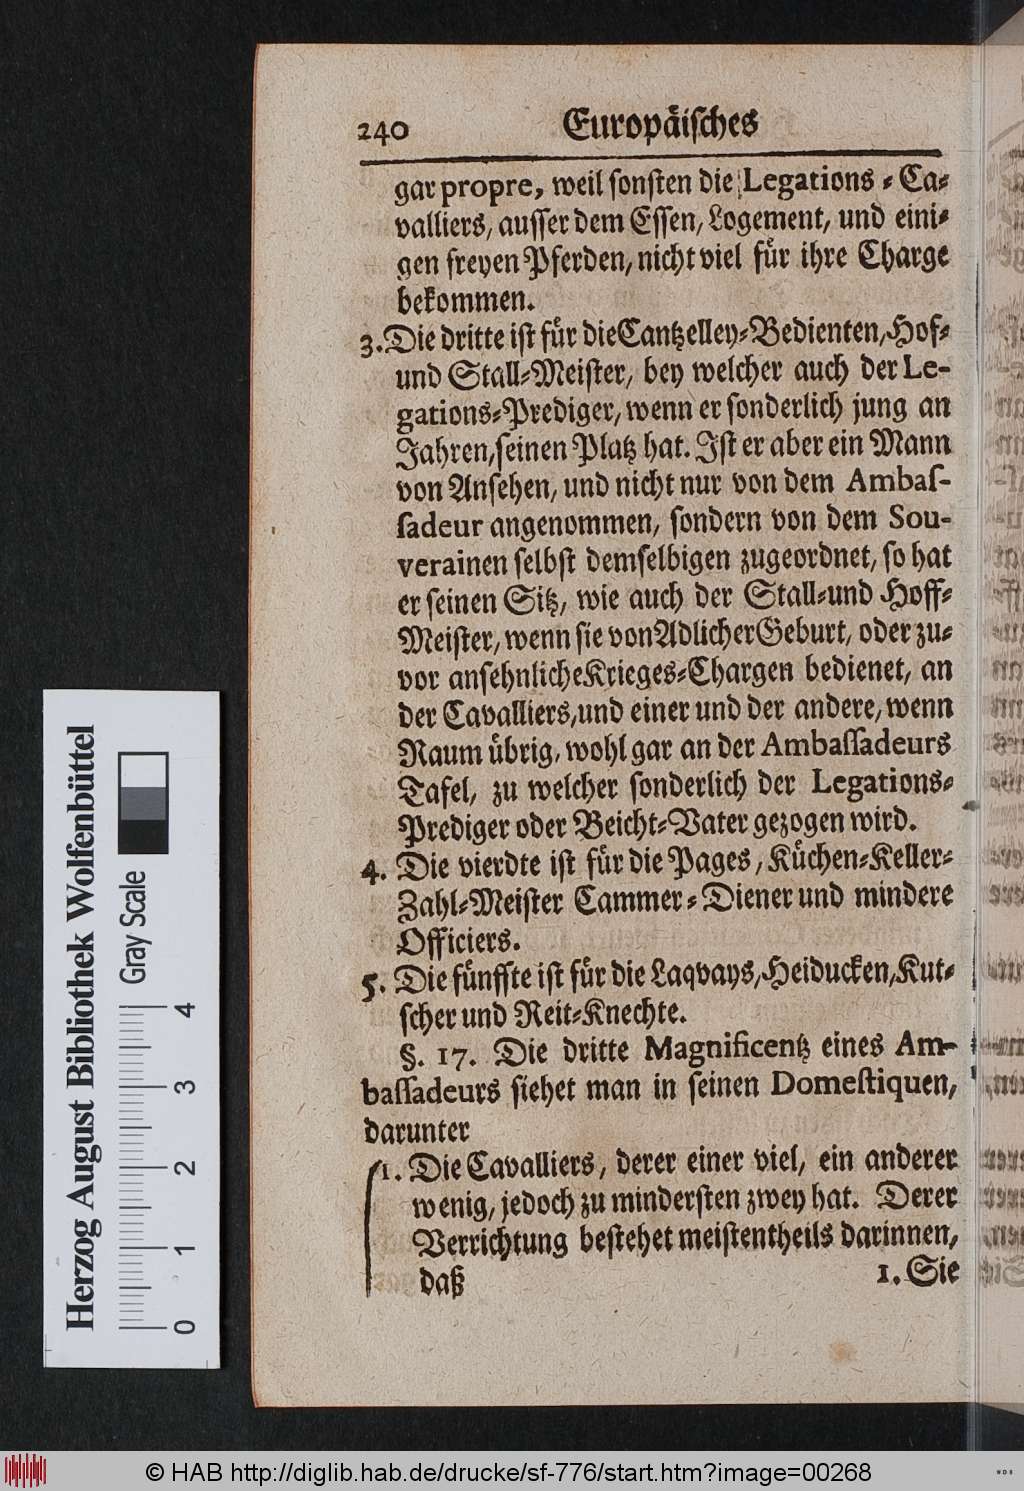 240 Europäisches
gar propre, weil sonsten die Legations-Ca-
valliers, ausser dem Essen, Logement, und eini-
gen freyen Pferden, nicht viel für ihre Charge
bekommen.
3. Die dritte ist für die Cantzelley-Bedienten, Hof-
und Stall-Meister, bey welcher auch der Le-
gations-Prediger, wenn er sonderlich jung an
Jahren, seinen Platz hat. Ist er aber ein Mann
von Ansehen, und nicht nur von dem Ambaſ-
ſadeur angenommen, sondern von dem Sou-
verainen selbst demselbigen zugeordnet, so hat
er seinen Sitz, wie auch der Stall-und Hoff-
Meister, wenn sie von Adlicher Geburt, oder zu-
vor ansehnliche Krieges-Chargen bedienet, an
der Cavalliers, und einer und der andere, wenn
Raum übrig, wohl gar an der Ambaſſadeurs
Tafel, zu welcher sonderlich der Legations-
Prediger oder Beicht-Vater gezogen wird.
4. Die vierdte ist für die Pages, Küchen-Keller-
Zahl-Meister Cammer-Diener und mindere
Officiers.
5. Die fünffte ist für die Laqvays, Heiducken, Kut-
scher und Reit-Knechte.
§. 17. Die dritte Magnificentz eines Am-
baſſadeurs siehet man in seinen Domeſtiquen,
darunter
1. Die Cavalliers, derer einer viel, ein anderer
wenig, jedoch zu mindersten zwey hat. Derer
Verrichtung bestehet meistentheils darinnen,
daß 1. Sie
Herzog August Bibliothek Wolfenbüttel
Gray Scale
0 1 2 3 4
© HAB http://diglib.hab.de/drucke/sf-776/start.htm?image=00268